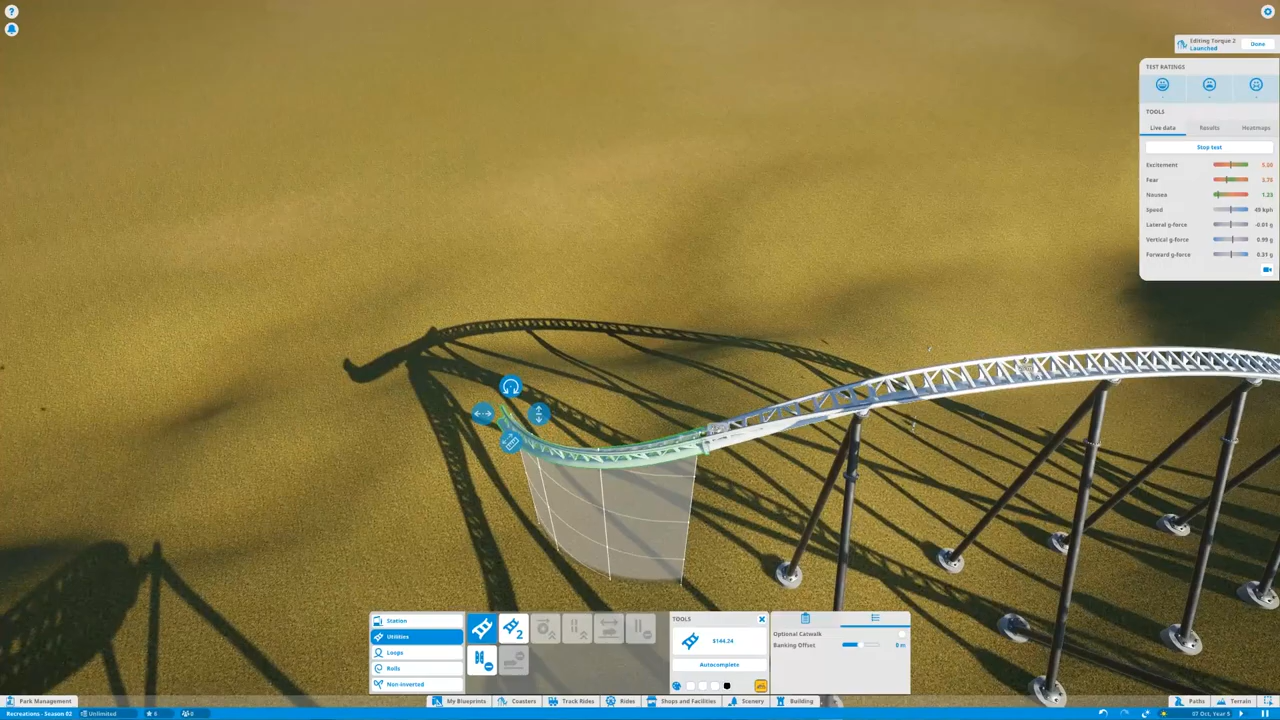 ?
Editing Torque 2
Launched
Done
TEST RATINGS
- - -
TOOLS
Live data Results Heatmaps
Stop test
Excitement 5.00
Fear 3.78
Nausea 1.23
Speed 49 kph
Lateral g-force -0.01 g
Vertical g-force 0.99 g
Forward g-force 0.31 g
Station
Utilities
Loops
Rolls
Non-inverted
2
TOOLS
$144.24
Autocomplete
Optional Catwalk
Banking Offset 0 m
Park Management
My Blueprints
Coasters
Track Rides
Rides
Shops and Facilities
Scenery
Building
Paths
Terrain
Recreations - Season 02
Unlimited
6
0
07 Oct, Year 5